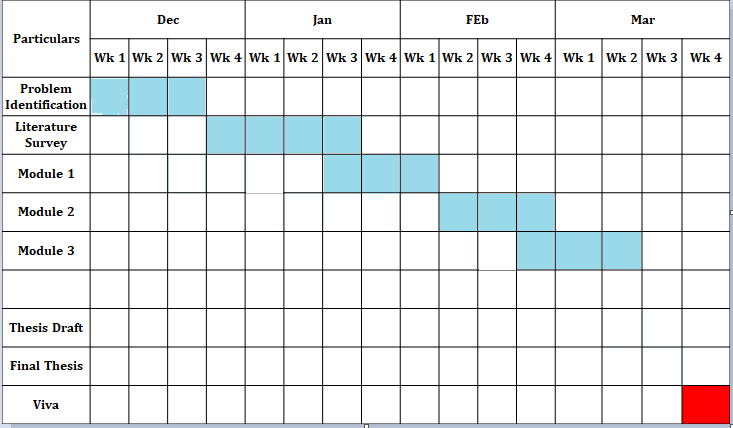 Particulars
Dec
Jan
FEb
Mar
Wk 1 Wk 2 Wk 3 Wk 4 Wk 1 Wk 2 Wk 3 Wk 4 Wk 1 Wk 2 Wk 3 Wk 4 Wk 1 Wk 2 Wk 3 Wk 4
Problem
Identification
Literature
Survey
Module 1
Module 2
Module 3
Thesis Draft
Final Thesis
Viva